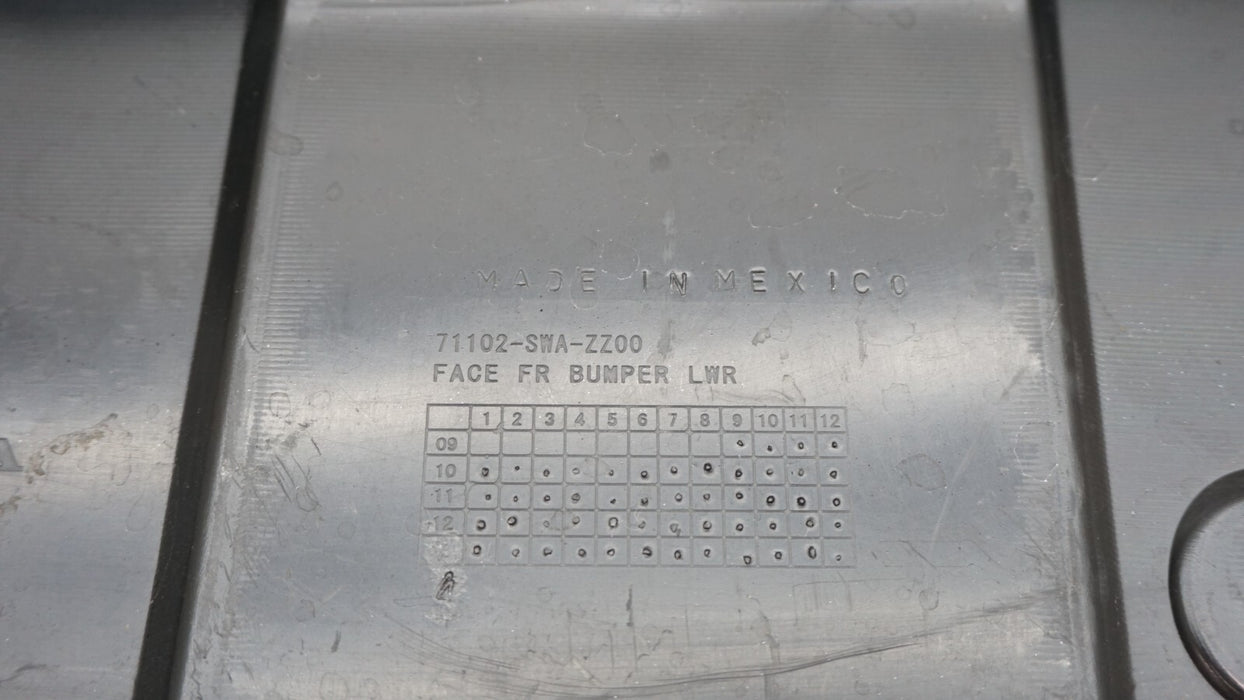 MADE IN MEXICO
71102-SWA-ZZ00
FACE FR BUMPER LWR
1 2 3 4 5 6 7 8 9 10 11 12
09
10
11
12